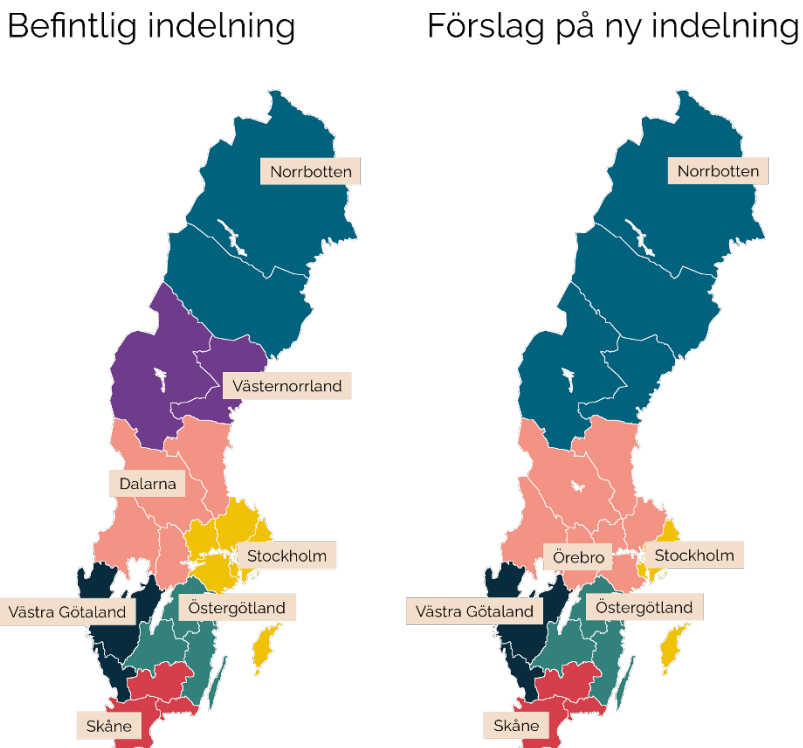 Befintlig indelning
Förslag på ny indelning
Norrbotten
Norrbotten
Västernorrland
Dalarna
Stockholm
Örebro
Stockholm
Västra Götaland
Östergötland
Västra Götaland
Östergötland
Skåne
Skåne